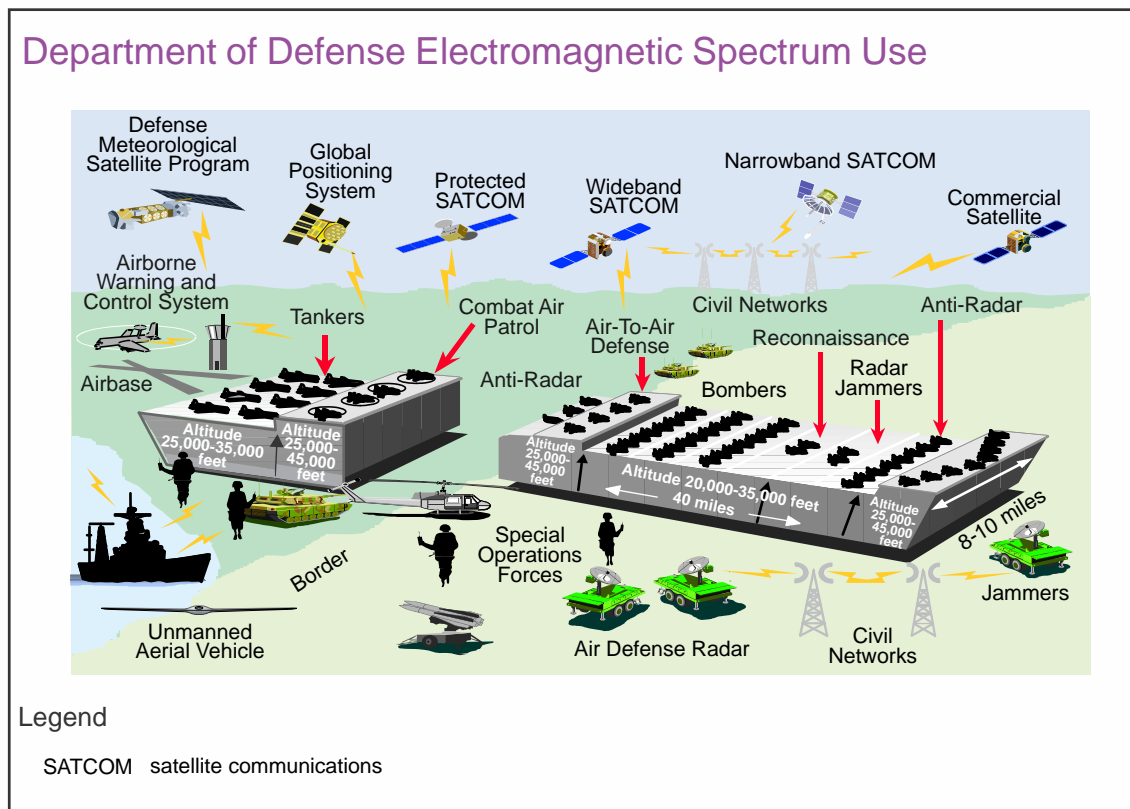 Department of Defense Electromagnetic Spectrum Use
Defense
Meteorological
Satellite Program
Global
Positioning
System
Protected
SATCOM
Wideband
SATCOM
Narrowband SATCOM
Commercial
Satellite
Airborne
Warning and
Control System
Tankers
Combat Air
Patrol
Air-To-Air
Defense
Civil Networks
Anti-Radar
Reconnaissance
Airbase
Anti-Radar
Bombers
Radar
Jammers
Altitude
25,000-35,000
feet
Altitude
25,000-
45,000
feet
Altitude
25,000-
45,000
feet
Altitude 20,000-35,000 feet
40 miles
Altitude
25,000-
45,000
feet
8-10 miles
Border
Special
Operations
Forces
Jammers
Unmanned
Aerial Vehicle
Air Defense Radar
Civil
Networks
Legend
SATCOM satellite communications